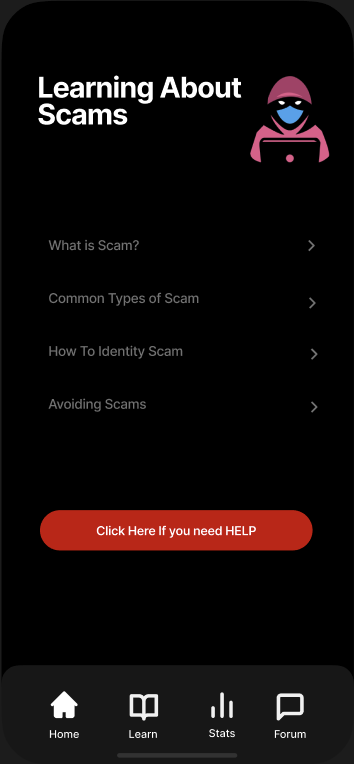 Learning About
Scams
What is Scam?
Common Types of Scam
How To Identity Scam
Avoiding Scams
Click Here If you need HELP
Home
Learn
Stats
Forum